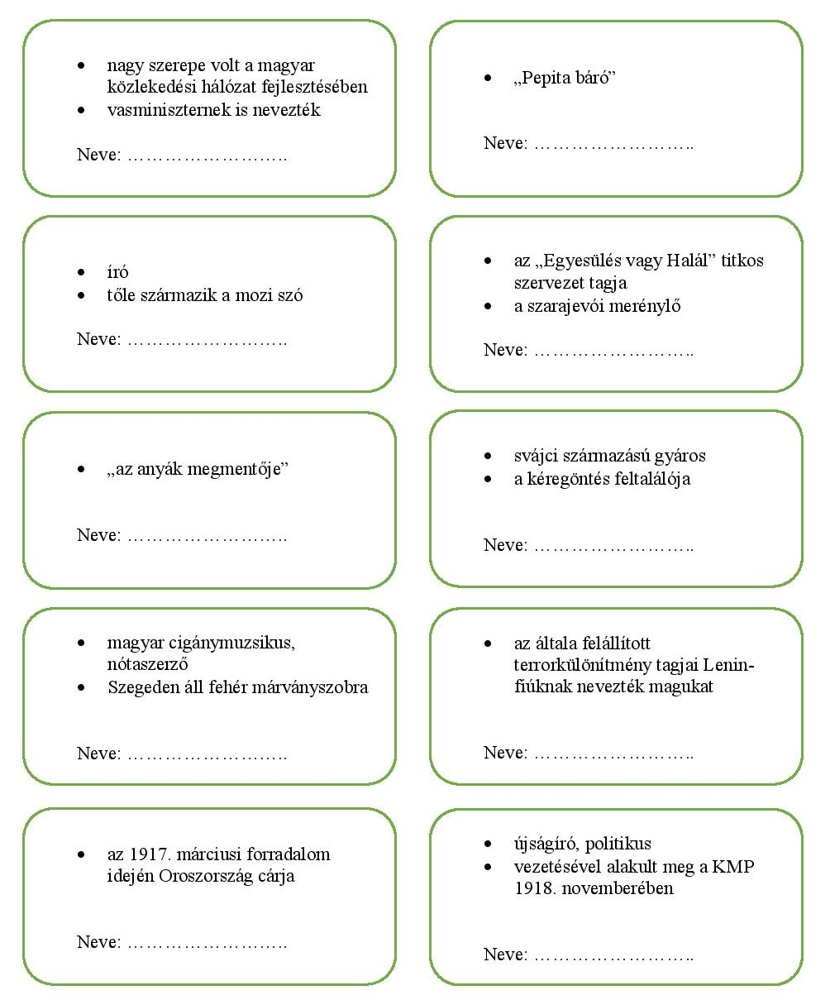 • nagy szerepe volt a magyar
közlekedési hálózat fejlesztésében
• vasminiszternek is nevezték
Neve: ……………………..
• „Pepita báró”
Neve: ……………………..
• író
• tőle származik a mozi szó
Neve: ……………………..
• az „Egyesülés vagy Halál” titkos
szervezet tagja
• a szarajevói merénylő
Neve: ……………………..
• „az anyák megmentője”
Neve: ……………………..
• svájci származású gyáros
• a kéregöntés feltalálója
Neve: ……………………..
• magyar cigánymuzsikus,
nótaszerző
• Szegeden áll fehér márványszobra
Neve: ……………………..
• az általa felállított
terrorkülönítmény tagjai Lenin-
fiúknak nevezték magukat
Neve: ……………………..
• az 1917. márciusi forradalom
idején Oroszország cárja
Neve: ……………………..
• újságíró, politikus
• vezetésével alakult meg a KMP
1918. novemberében
Neve: ……………………..